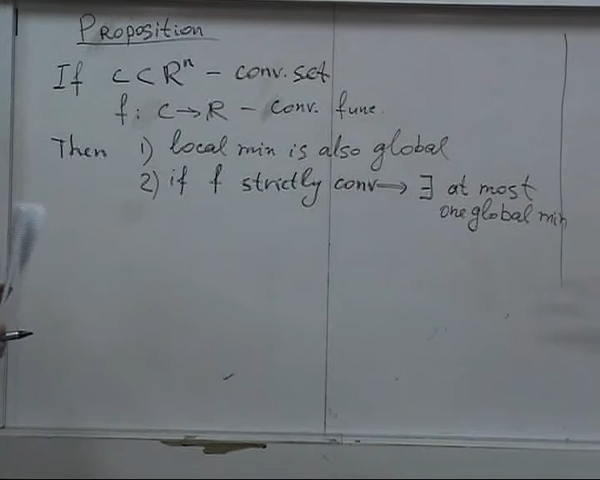 Proposition
If C ⊂ Rⁿ - conv. set
f: C → R - conv. func.
Then 1) local min is also global
2) if f strictly conv ⟹ ∃ at most
one global min